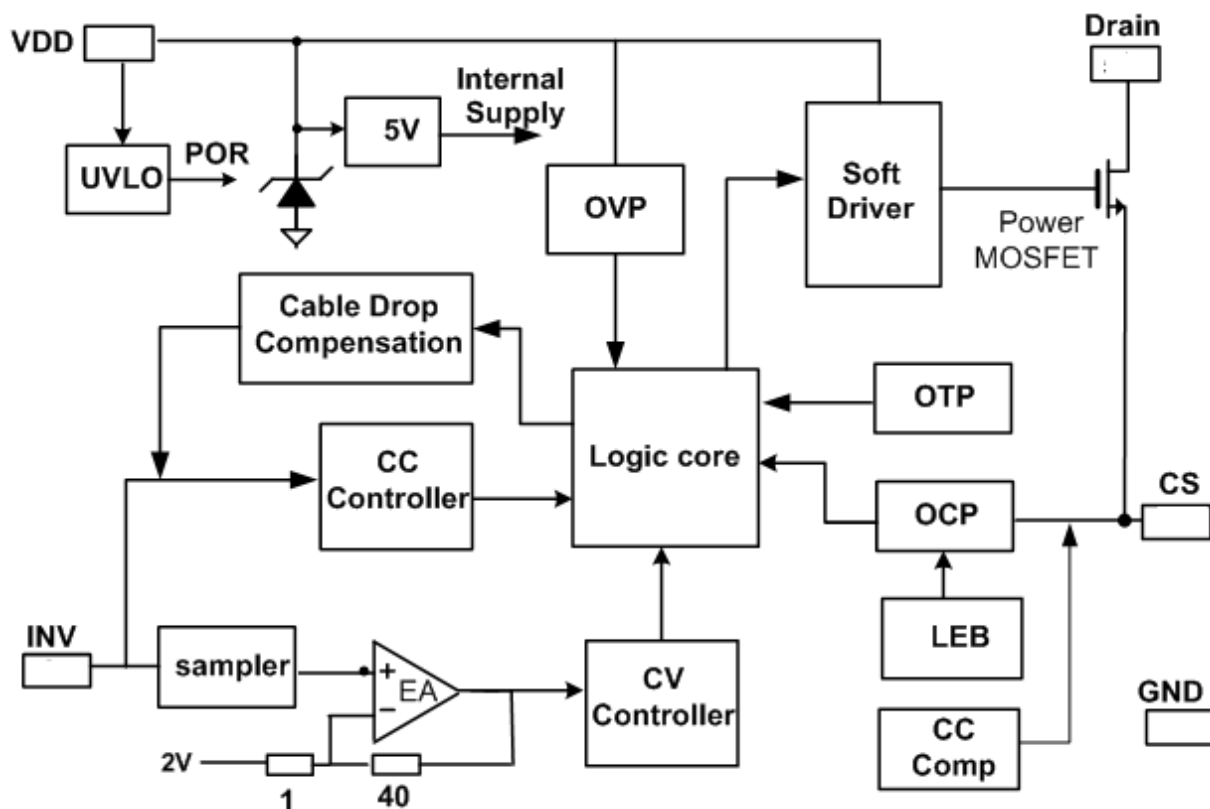 VDD
Drain
Internal
Supply
5V
POR
UVLO
OVP
Soft
Driver
Power
MOSFET
Cable Drop
Compensation
OTP
Logic core
CC
Controller
CS
OCP
INV
LEB
sampler
+
EA
−
CV
Controller
GND
CC
Comp
2V
1
40